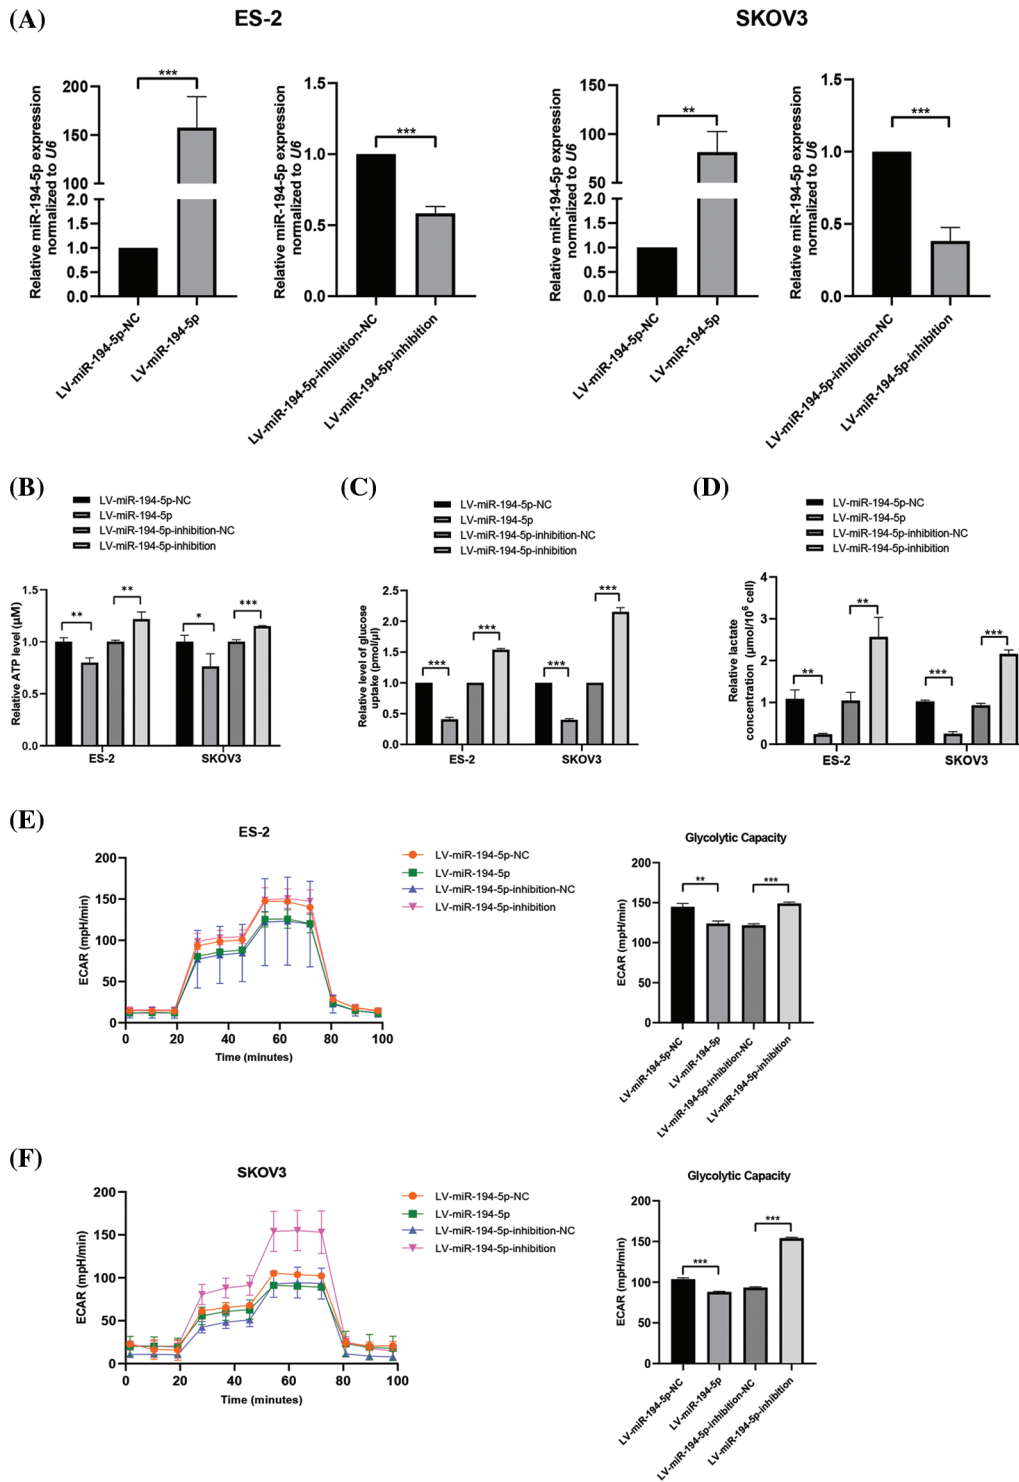 (A)
ES-2
SKOV3
Relative miR-194-5p expression
normalized to U6
200
150
100
2.0
1.5
1.0
0.5
0.0
***
LV-miR-194-5p-NC
LV-miR-194-5p
Relative miR-194-5p expression
normalized to U6
1.5
1.0
0.5
0.0
***
LV-miR-194-5p-inhibition-NC
LV-miR-194-5p-inhibition
Relative miR-194-5p expression
normalized to U6
150
100
50
2.0
1.5
1.0
0.5
0.0
**
LV-miR-194-5p-NC
LV-miR-194-5p
Relative miR-194-5p expression
normalized to U6
1.5
1.0
0.5
0.0
***
LV-miR-194-5p-inhibition-NC
LV-miR-194-5p-inhibition
(B)
LV-miR-194-5p-NC
LV-miR-194-5p
LV-miR-194-5p-inhibition-NC
LV-miR-194-5p-inhibition
Relative ATP level (μM)
1.5
1.0
0.5
0.0
**
**
*
***
ES-2
SKOV3
(C)
LV-miR-194-5p-NC
LV-miR-194-5p
LV-miR-194-5p-inhibition-NC
LV-miR-194-5p-inhibition
Relative level of glucose
uptake (pmol/μl)
2.5
2.0
1.5
1.0
0.5
0.0
***
***
***
***
ES-2
SKOV3
(D)
LV-miR-194-5p-NC
LV-miR-194-5p
LV-miR-194-5p-inhibition-NC
LV-miR-194-5p-inhibition
Relative lactate
concentration (μmol/10⁶ cell)
4
3
2
1
0
**
**
***
***
ES-2
SKOV3
(E)
ES-2
ECAR (mpH/min)
200
150
100
50
0
0
20
40
60
80
100
Time (minutes)
LV-miR-194-5p-NC
LV-miR-194-5p
LV-miR-194-5p-inhibition-NC
LV-miR-194-5p-inhibition
Glycolytic Capacity
ECAR (mpH/min)
200
150
100
50
0
**
***
LV-miR-194-5p-NC
LV-miR-194-5p
LV-miR-194-5p-inhibition-NC
LV-miR-194-5p-inhibition
(F)
SKOV3
ECAR (mpH/min)
200
150
100
50
0
0
20
40
60
80
100
Time (minutes)
LV-miR-194-5p-NC
LV-miR-194-5p
LV-miR-194-5p-inhibition-NC
LV-miR-194-5p-inhibition
Glycolytic Capacity
ECAR (mpH/min)
200
150
100
50
0
***
***
LV-miR-194-5p-NC
LV-miR-194-5p
LV-miR-194-5p-inhibition-NC
LV-miR-194-5p-inhibition